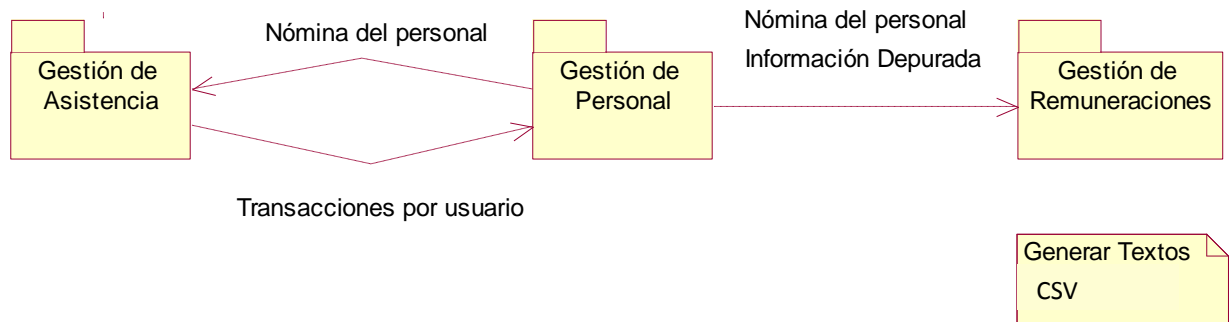 Nómina del personal
Nómina del personal
Información Depurada
Gestión de
Asistencia
Gestión de
Personal
Gestión de
Remuneraciones
Transacciones por usuario
Generar Textos
CSV